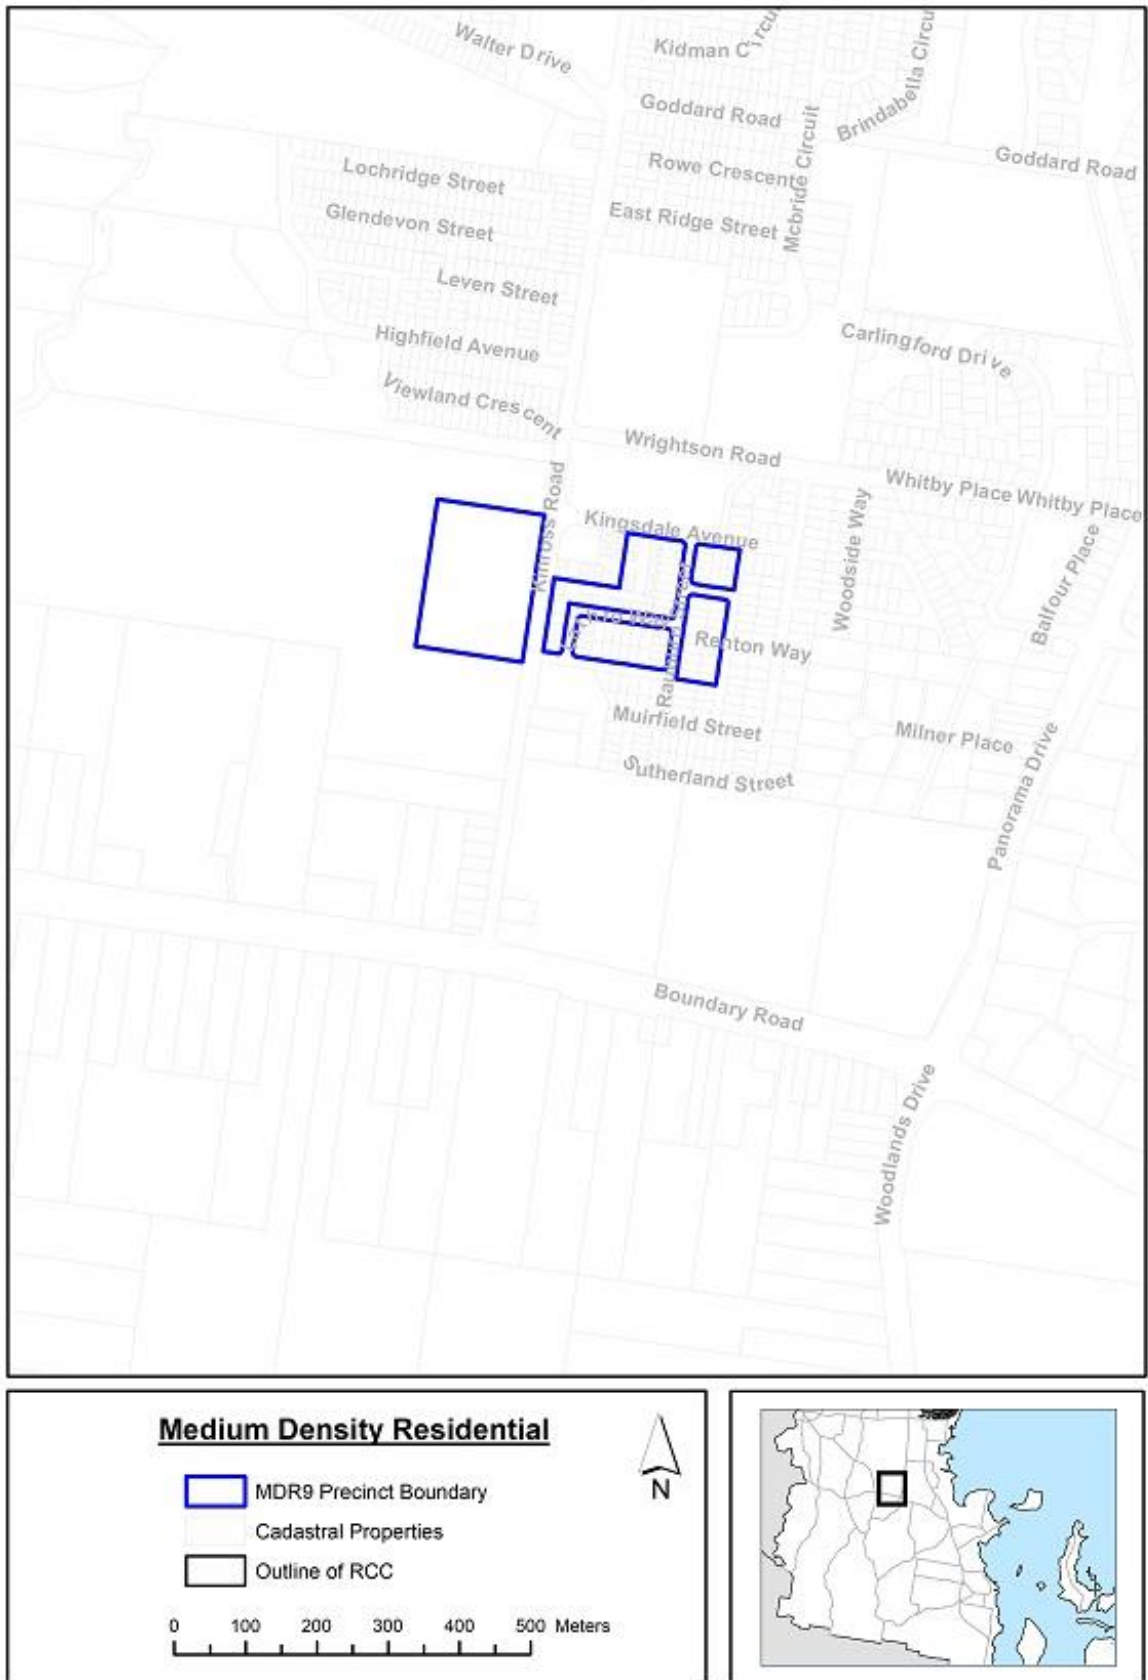 Walter Drive
Kidman Circu
Goddard Road
Brindabella Circu
Mcbride Circuit
Goddard Road
Lochridge Street
Rowe Crescent
Glendevon Street
East Ridge Street
Leven Street
Highfield Avenue
Carlingford Drive
Viewland Crescent
Wrightson Road
Whitby Place Whitby Place
Kinross Road
Kingsdale Avenue
Woodside Way
Balfour Place
Way
Renton Way
Muirfield Street
Milner Place
Sutherland Street
Panorama Drive
Boundary Road
Woodlands Drive
Medium Density Residential
MDR9 Precinct Boundary
Cadastral Properties
Outline of RCC
N
0 100 200 300 400 500 Meters